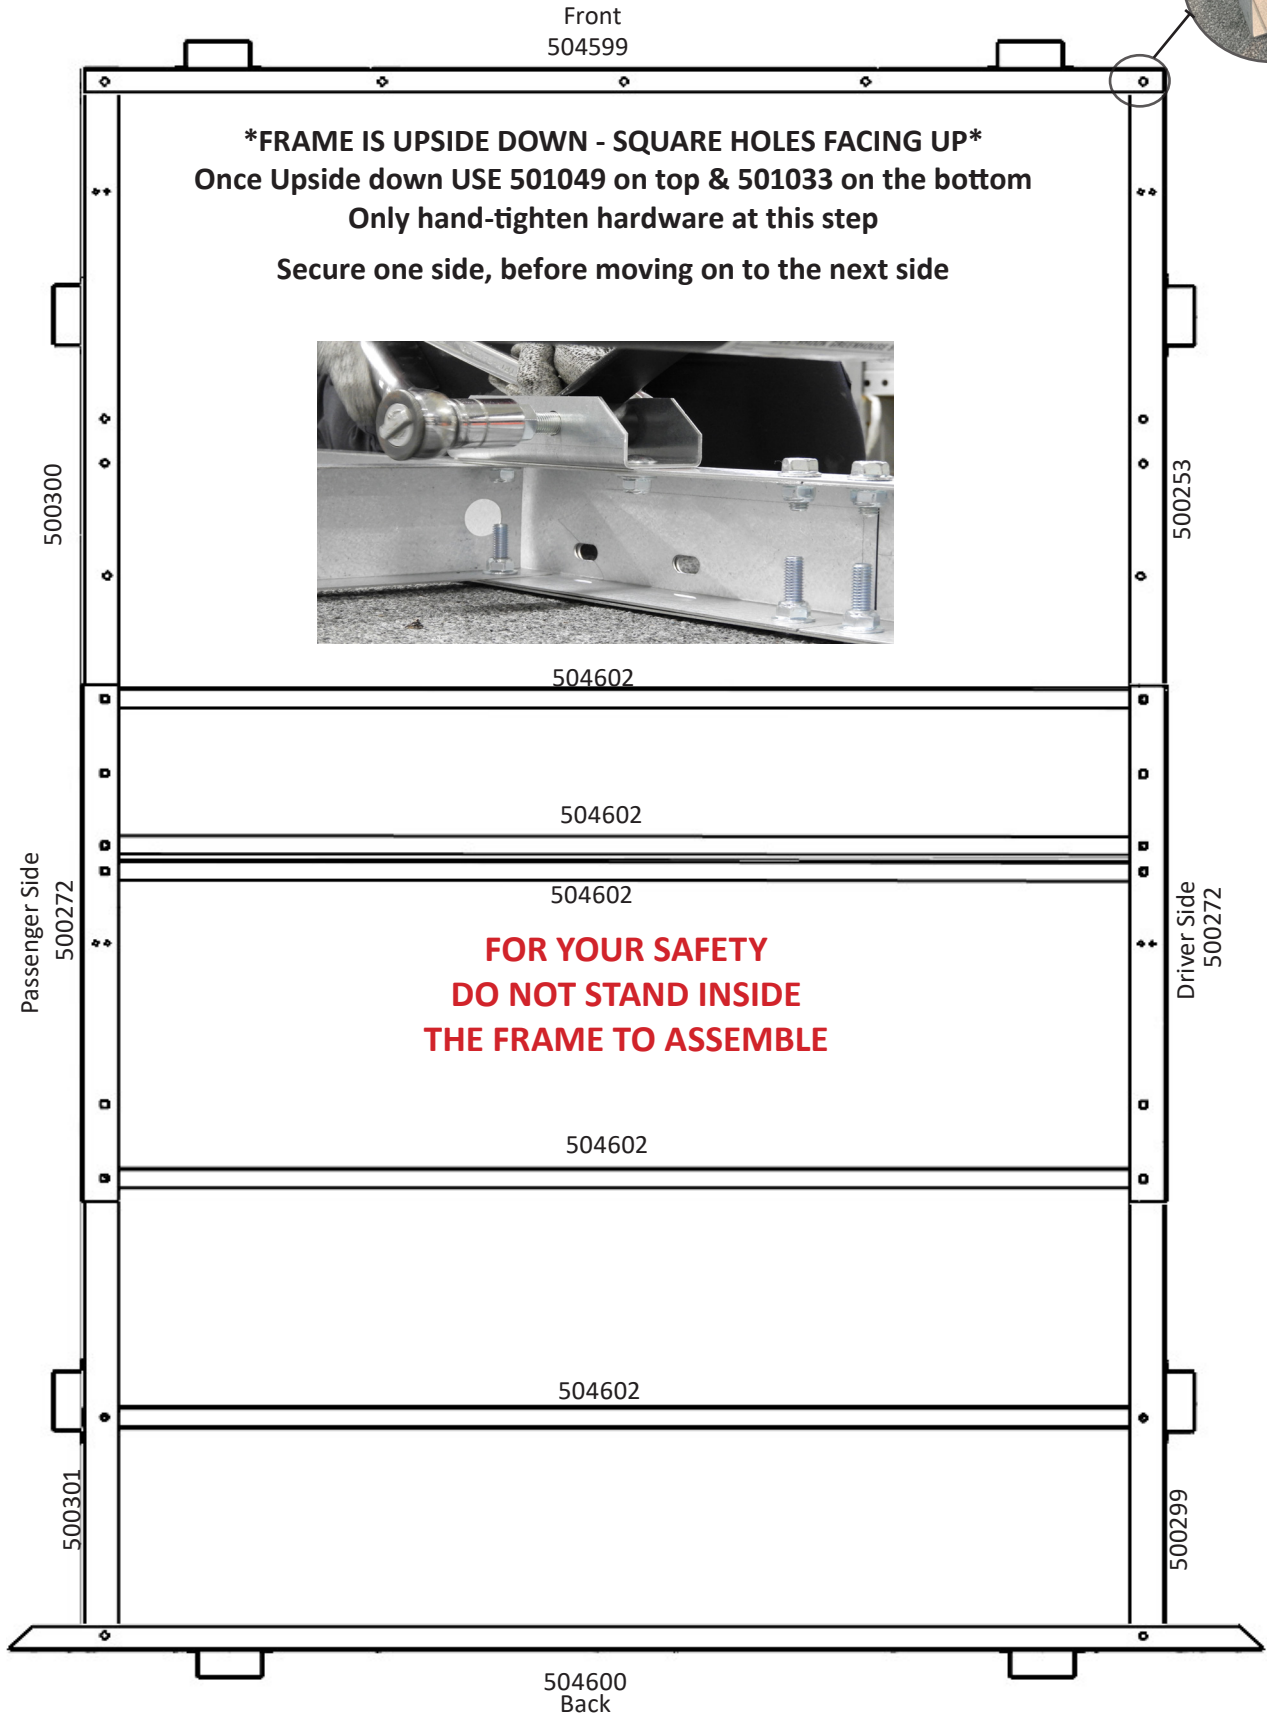 Front
504599
*FRAME IS UPSIDE DOWN - SQUARE HOLES FACING UP*
Once Upside down USE 501049 on top & 501033 on the bottom
Only hand-tighten hardware at this step
Secure one side, before moving on to the next side
500300
500253
504602
504602
504602
Passenger Side
500272
Driver Side
500272
FOR YOUR SAFETY
DO NOT STAND INSIDE
THE FRAME TO ASSEMBLE
504602
504602
500301
500299
504600
Back